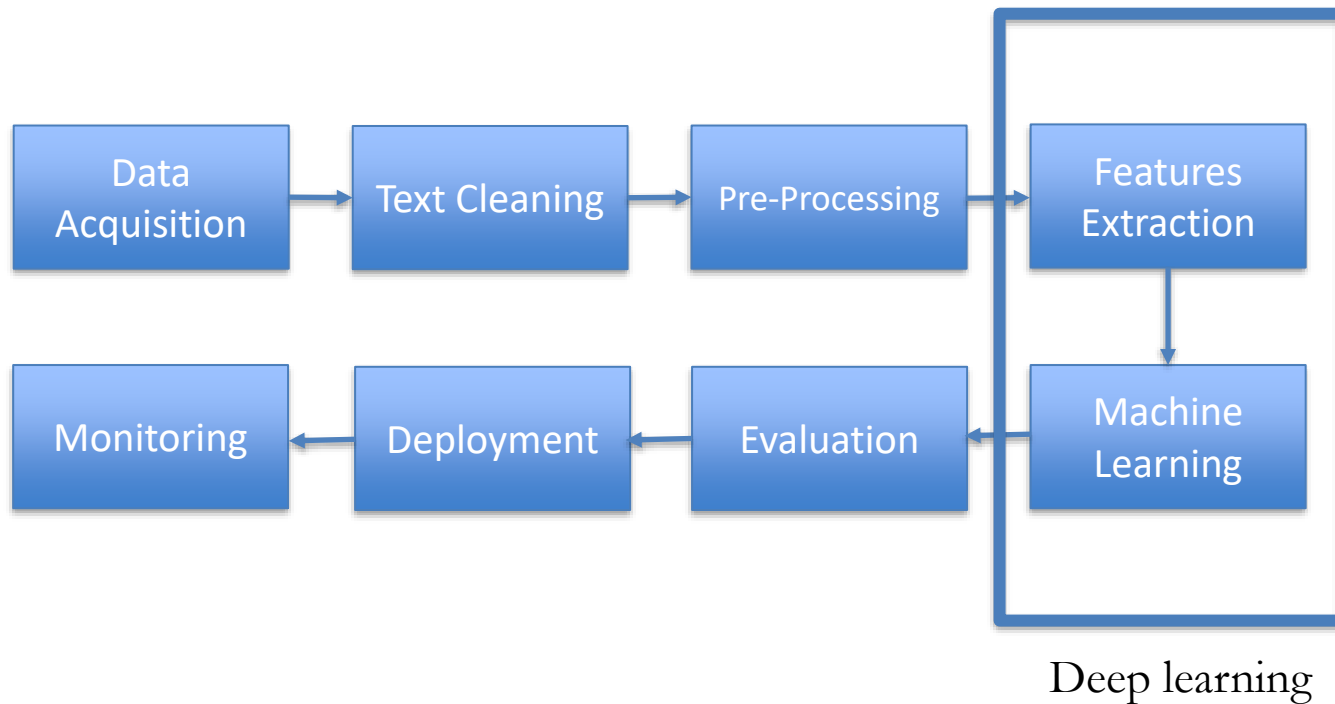 Data
Acquisition
Text Cleaning
Pre-Processing
Features
Extraction
Monitoring
Deployment
Evaluation
Machine
Learning
Deep learning